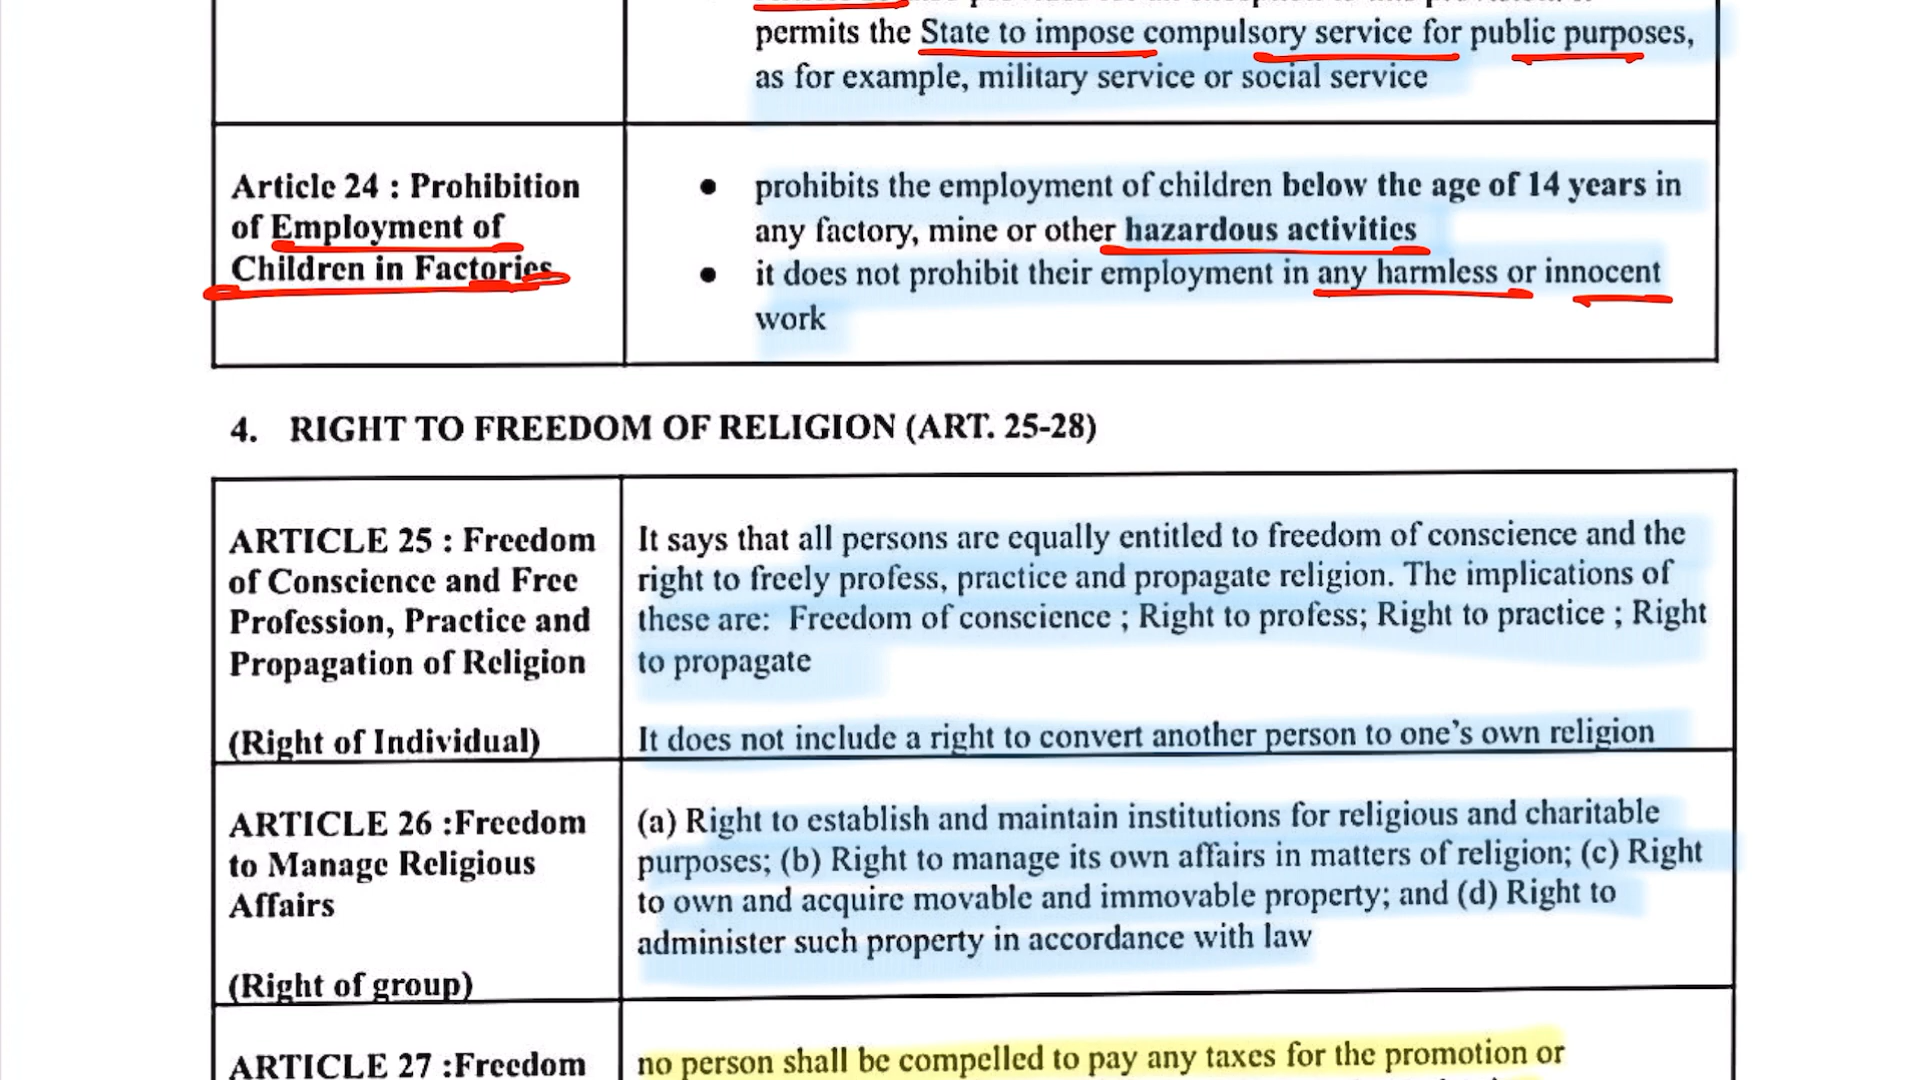 permits the State to impose compulsory service for public purposes,
as for example, military service or social service
Article 24 : Prohibition
of Employment of
Children in Factories
• prohibits the employment of children below the age of 14 years in
any factory, mine or other hazardous activities
• it does not prohibit their employment in any harmless or innocent
work
4. RIGHT TO FREEDOM OF RELIGION (ART. 25-28)
ARTICLE 25 : Freedom
of Conscience and Free
Profession, Practice and
Propagation of Religion
(Right of Individual)
It says that all persons are equally entitled to freedom of conscience and the
right to freely profess, practice and propagate religion. The implications of
these are: Freedom of conscience ; Right to profess; Right to practice ; Right
to propagate
It does not include a right to convert another person to one's own religion
ARTICLE 26 :Freedom
to Manage Religious
Affairs
(Right of group)
(a) Right to establish and maintain institutions for religious and charitable
purposes; (b) Right to manage its own affairs in matters of religion; (c) Right
to own and acquire movable and immovable property; and (d) Right to
administer such property in accordance with law
ARTICLE 27 :Freedom
no person shall be compelled to pay any taxes for the promotion or